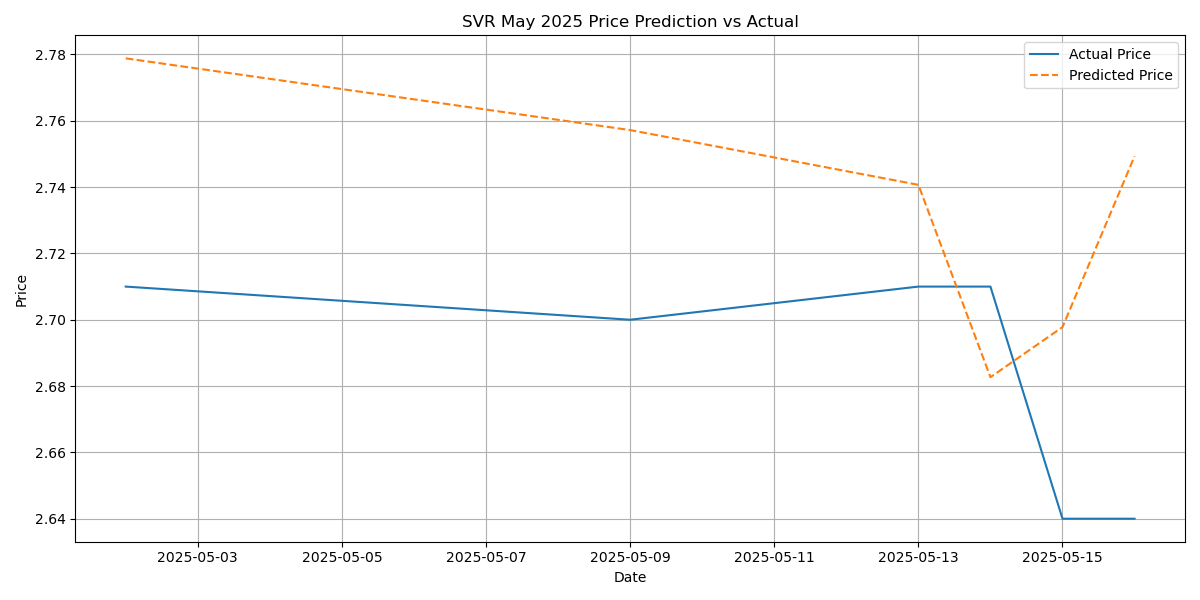 SVR May 2025 Price Prediction vs Actual
Actual Price
Predicted Price
2.78
2.76
2.74
2.72
2.70
2.68
2.66
2.64
Price
2025-05-03 2025-05-05 2025-05-07 2025-05-09 2025-05-11 2025-05-13 2025-05-15
Date